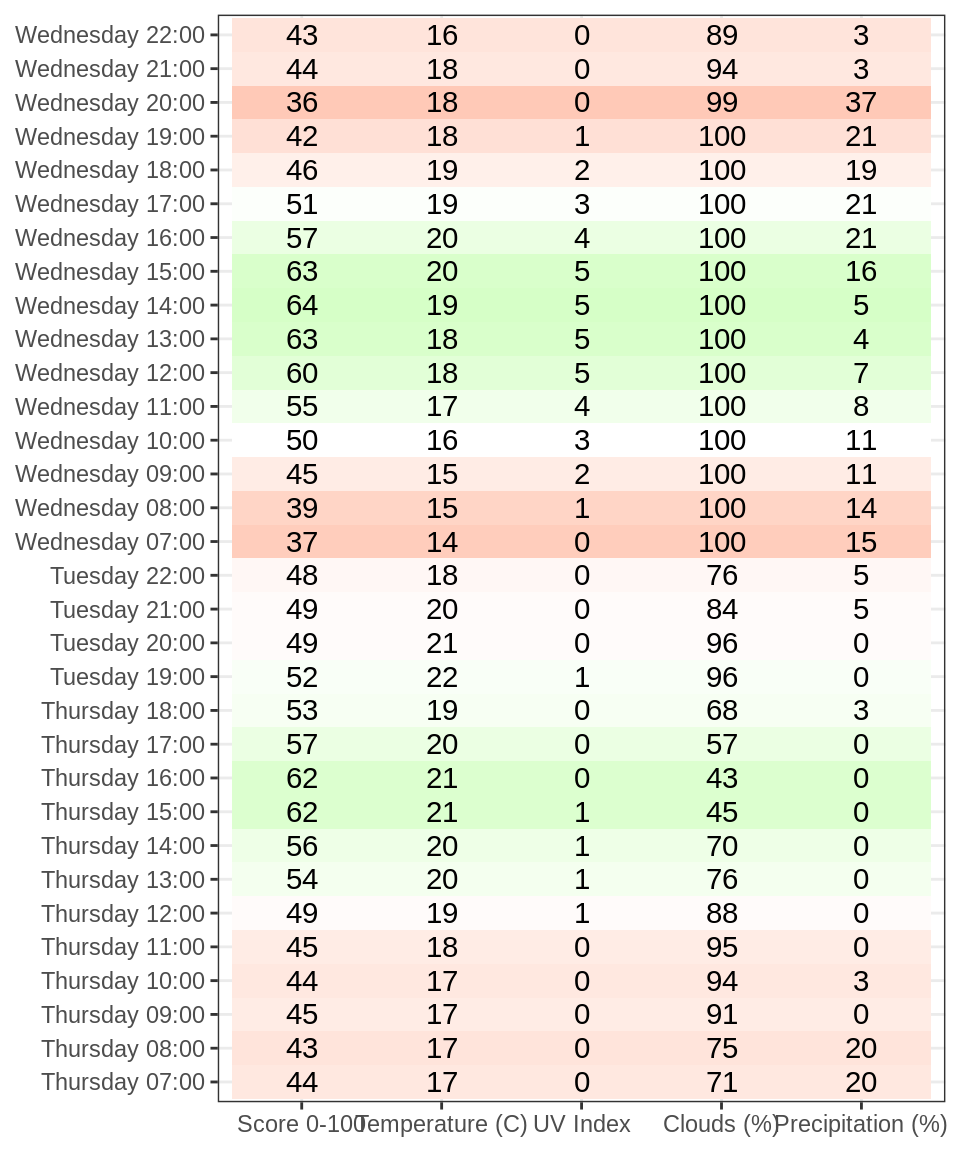 Wednesday 22:00 43 16 0 89 3
Wednesday 21:00 44 18 0 94 3
Wednesday 20:00 36 18 0 99 37
Wednesday 19:00 42 18 1 100 21
Wednesday 18:00 46 19 2 100 19
Wednesday 17:00 51 19 3 100 21
Wednesday 16:00 57 20 4 100 21
Wednesday 15:00 63 20 5 100 16
Wednesday 14:00 64 19 5 100 5
Wednesday 13:00 63 18 5 100 4
Wednesday 12:00 60 18 5 100 7
Wednesday 11:00 55 17 4 100 8
Wednesday 10:00 50 16 3 100 11
Wednesday 09:00 45 15 2 100 11
Wednesday 08:00 39 15 1 100 14
Wednesday 07:00 37 14 0 100 15
Tuesday 22:00 48 18 0 76 5
Tuesday 21:00 49 20 0 84 5
Tuesday 20:00 49 21 0 96 0
Tuesday 19:00 52 22 1 96 0
Thursday 18:00 53 19 0 68 3
Thursday 17:00 57 20 0 57 0
Thursday 16:00 62 21 0 43 0
Thursday 15:00 62 21 1 45 0
Thursday 14:00 56 20 1 70 0
Thursday 13:00 54 20 1 76 0
Thursday 12:00 49 19 1 88 0
Thursday 11:00 45 18 0 95 0
Thursday 10:00 44 17 0 94 3
Thursday 09:00 45 17 0 91 0
Thursday 08:00 43 17 0 75 20
Thursday 07:00 44 17 0 71 20
Score 0-100 Temperature (C) UV Index Clouds (%) Precipitation (%)